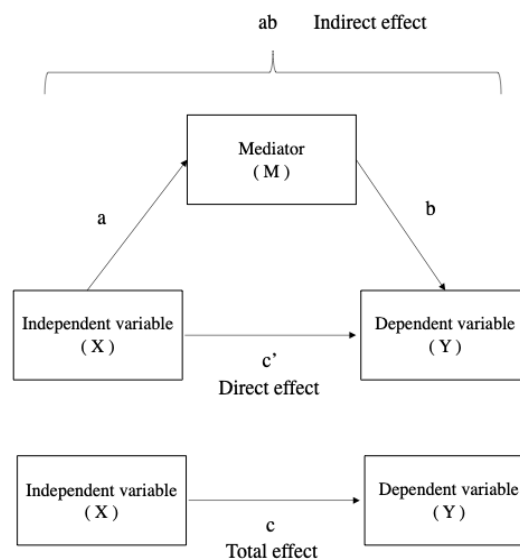 ab Indirect effect
Mediator
( M )
a
b
Independent variable
( X )
Dependent variable
( Y )
c’
Direct effect
Independent variable
( X )
Dependent variable
( Y )
c
Total effect